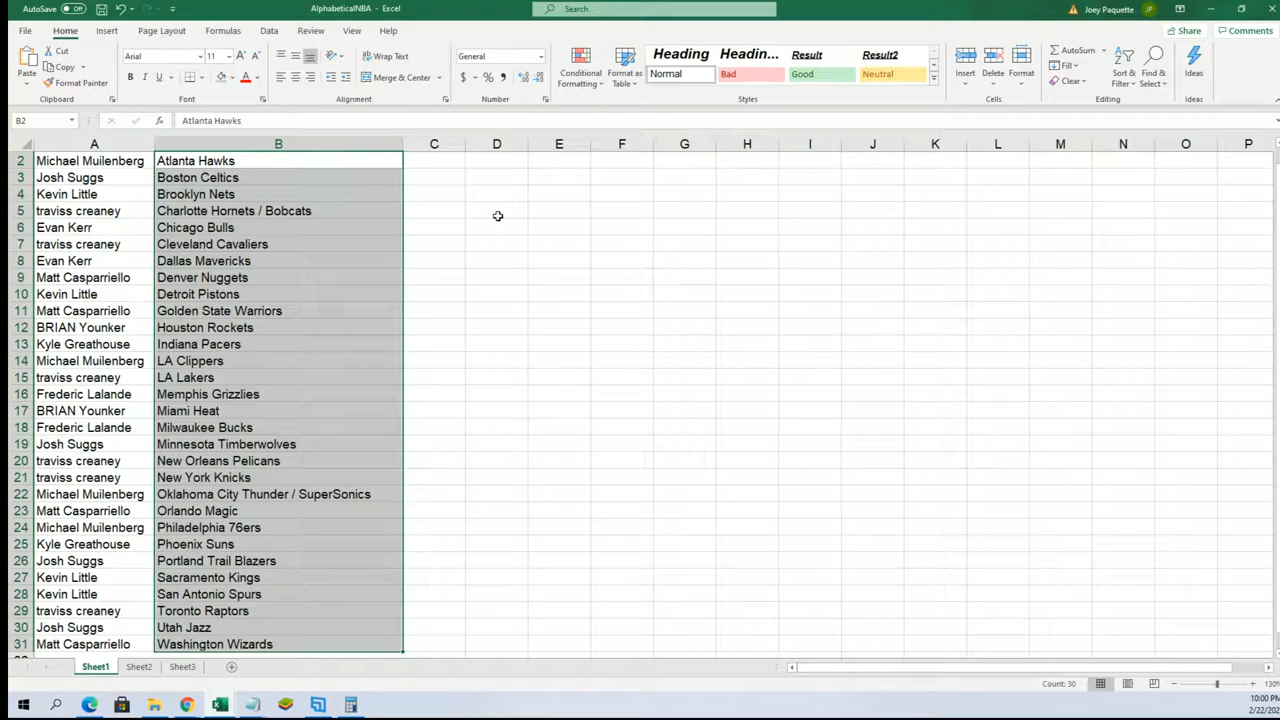 AutoSave Off AlphabeticalNBA - Excel Search Joey Paquette JP
File Home Insert Page Layout Formulas Data Review View Help Share Comments
Paste Cut Copy Format Painter Clipboard
Arial 11 B I U A Font
Wrap Text Merge & Center Alignment
General $ % Number
Conditional Formatting Format as Table
Heading Headin... Result Result2
Normal Bad Good Neutral
Styles
Insert Delete Format Cells
AutoSum Fill Clear Sort & Filter Find & Select Editing
Ideas Ideas
B2 fx Atlanta Hawks
A B C D E F G H I J K L M N O P
2 Michael Muilenberg Atlanta Hawks
3 Josh Suggs Boston Celtics
4 Kevin Little Brooklyn Nets
5 traviss creaney Charlotte Hornets / Bobcats
6 Evan Kerr Chicago Bulls
7 traviss creaney Cleveland Cavaliers
8 Evan Kerr Dallas Mavericks
9 Matt Casparriello Denver Nuggets
10 Kevin Little Detroit Pistons
11 Matt Casparriello Golden State Warriors
12 BRIAN Younker Houston Rockets
13 Kyle Greathouse Indiana Pacers
14 Michael Muilenberg LA Clippers
15 traviss creaney LA Lakers
16 Frederic Lalande Memphis Grizzlies
17 BRIAN Younker Miami Heat
18 Frederic Lalande Milwaukee Bucks
19 Josh Suggs Minnesota Timberwolves
20 traviss creaney New Orleans Pelicans
21 traviss creaney New York Knicks
22 Michael Muilenberg Oklahoma City Thunder / SuperSonics
23 Matt Casparriello Orlando Magic
24 Michael Muilenberg Philadelphia 76ers
25 Kyle Greathouse Phoenix Suns
26 Josh Suggs Portland Trail Blazers
27 Kevin Little Sacramento Kings
28 Kevin Little San Antonio Spurs
29 traviss creaney Toronto Raptors
30 Josh Suggs Utah Jazz
31 Matt Casparriello Washington Wizards
Sheet1 Sheet2 Sheet3
Count: 30 130%
10:00 PM
2/22/202